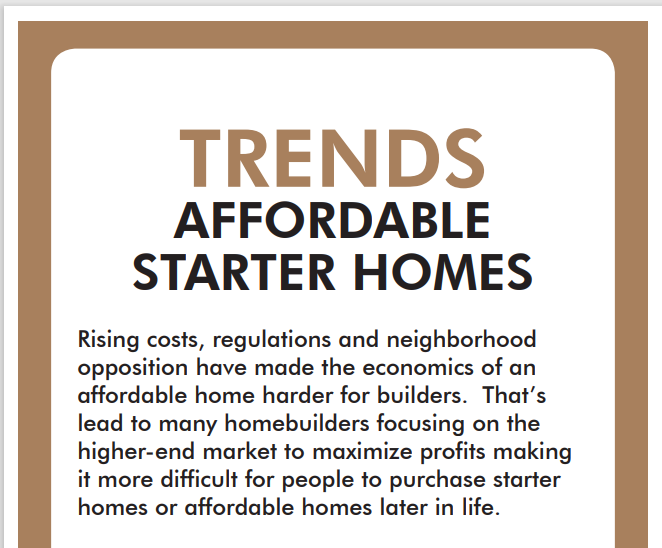 TRENDS
AFFORDABLE
STARTER HOMES
Rising costs, regulations and neighborhood
opposition have made the economics of an
affordable home harder for builders.  That’s
lead to many homebuilders focusing on the
higher-end market to maximize profits making
it more difficult for people to purchase starter
homes or affordable homes later in life.